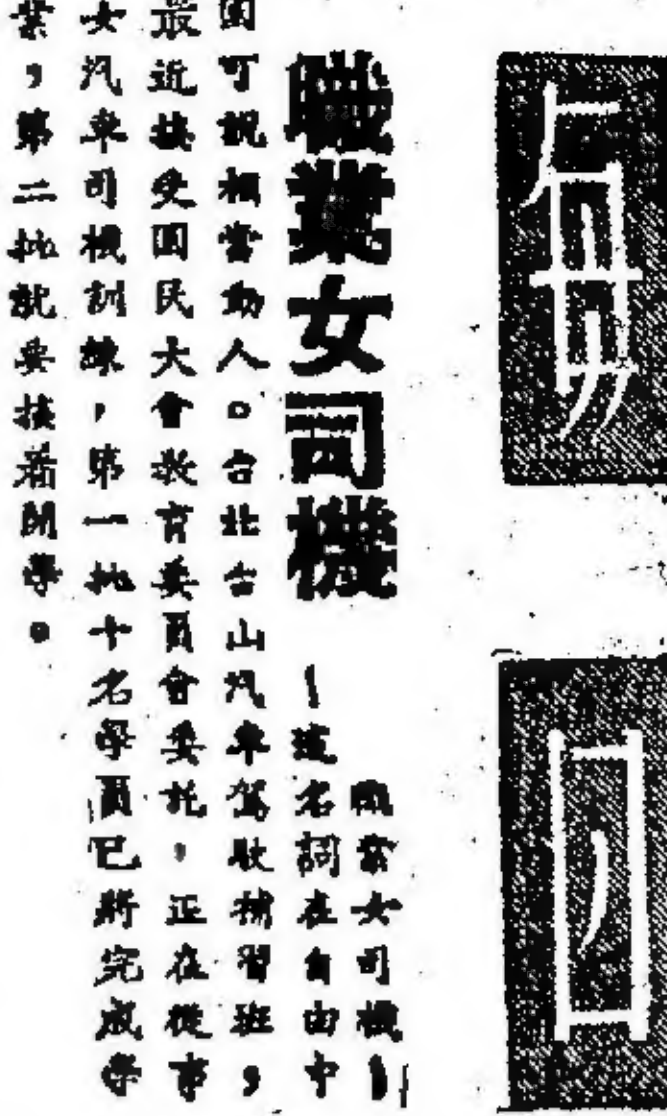 每日
職業女司機
職業女司機—
—這名詞在自由中
國可說相當動人。台北台山汽車駕駛補習班,
最近接受國民大會教育委員會委託,正在從事
女汽車司機訓練,第一批十名學員已將完成學
業,第二批就要接着開學。